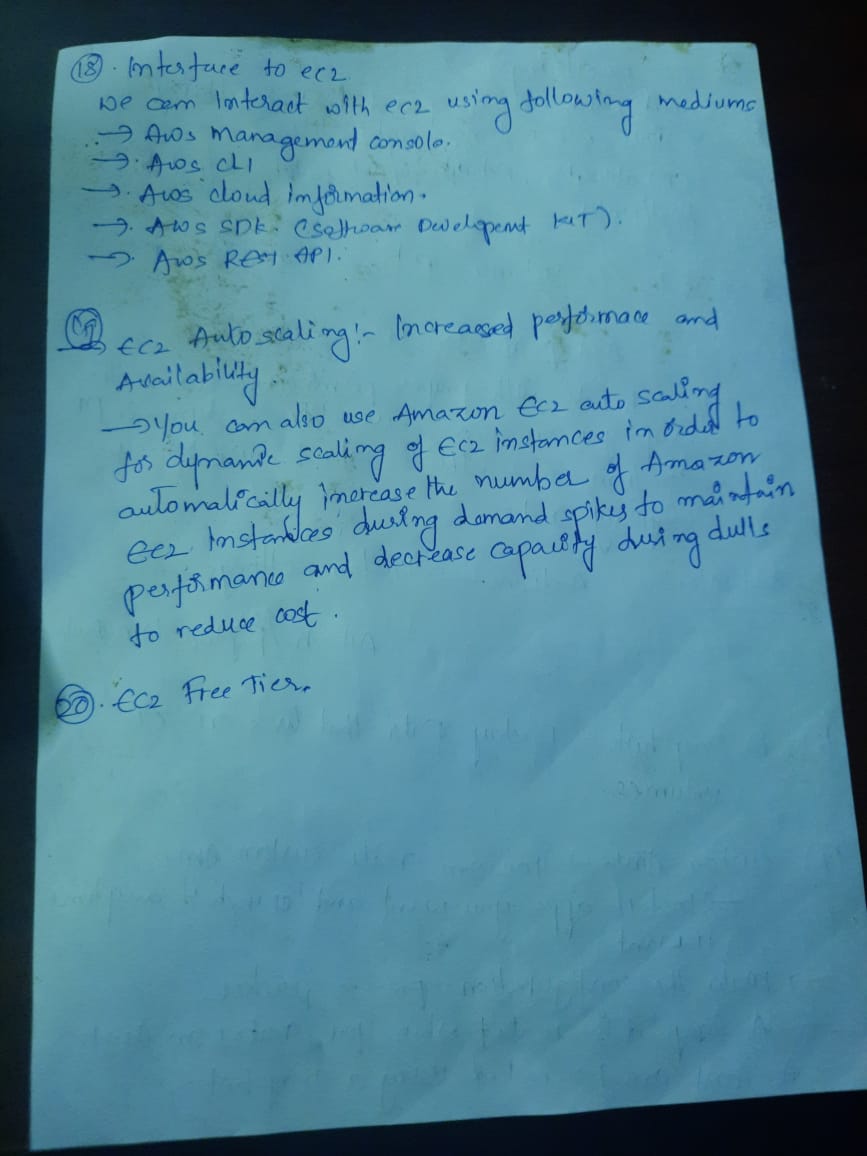 18. Interface to ec2
We can Interact with ec2 using following mediums
→ Aws management console.
→ Aws CLI
→ Aws cloud information.
→ AWS SDK. (Software Development KIT).
→ Aws REST API.
EC2 Auto scaling:- Increaesed performace and
Availability.
→ You can also use Amazon EC2 auto scaling
for dynamic scaling of EC2 instances in order to
automatically increase the number of Amazon
EC2 Instances during demand spikes to maintain
performance and decrease capacity during dulls
to reduce cost.
20. EC2 Free Tier.